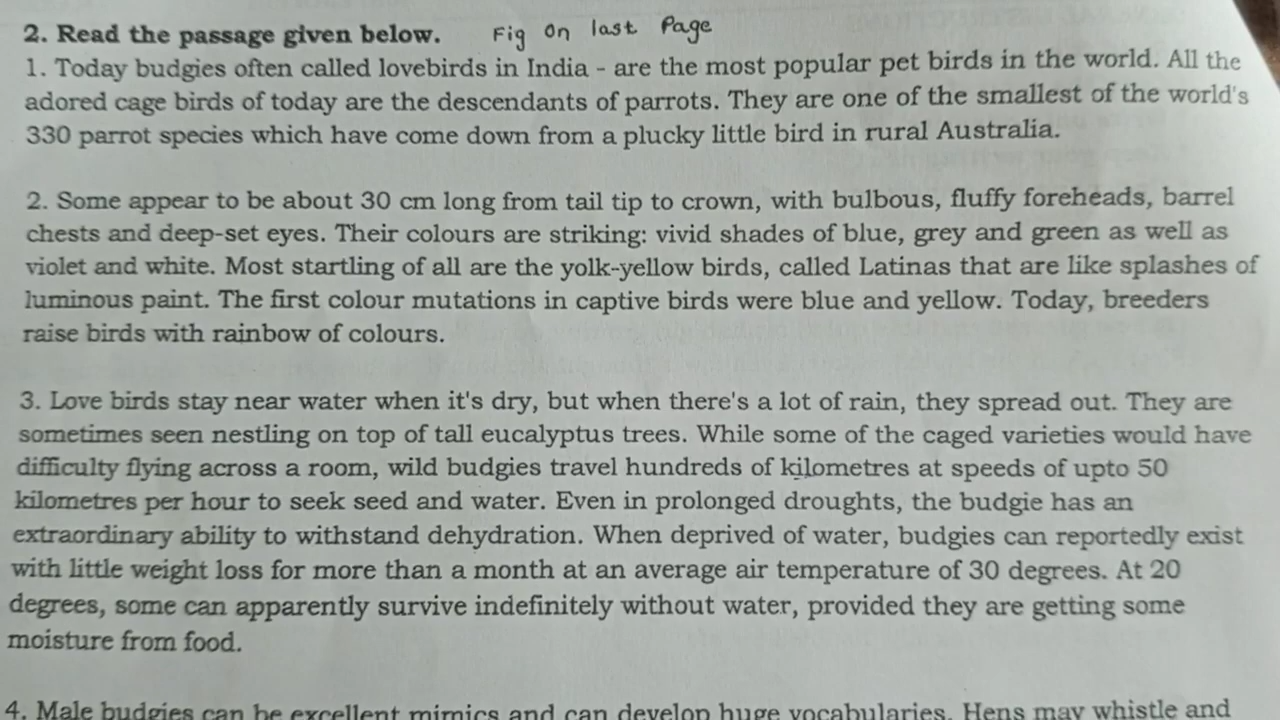 2. Read the passage given below. Fig on last Page
1. Today budgies often called lovebirds in India - are the most popular pet birds in the world. All the
adored cage birds of today are the descendants of parrots. They are one of the smallest of the world's
330 parrot species which have come down from a plucky little bird in rural Australia.
2. Some appear to be about 30 cm long from tail tip to crown, with bulbous, fluffy foreheads, barrel
chests and deep-set eyes. Their colours are striking: vivid shades of blue, grey and green as well as
violet and white. Most startling of all are the yolk-yellow birds, called Latinas that are like splashes of
luminous paint. The first colour mutations in captive birds were blue and yellow. Today, breeders
raise birds with rainbow of colours.
3. Love birds stay near water when it's dry, but when there's a lot of rain, they spread out. They are
sometimes seen nestling on top of tall eucalyptus trees. While some of the caged varieties would have
difficulty flying across a room, wild budgies travel hundreds of kilometres at speeds of upto 50
kilometres per hour to seek seed and water. Even in prolonged droughts, the budgie has an
extraordinary ability to withstand dehydration. When deprived of water, budgies can reportedly exist
with little weight loss for more than a month at an average air temperature of 30 degrees. At 20
degrees, some can apparently survive indefinitely without water, provided they are getting some
moisture from food.
4. Male budgies can be excellent mimics and can develop huge vocabularies. Hens may whistle and